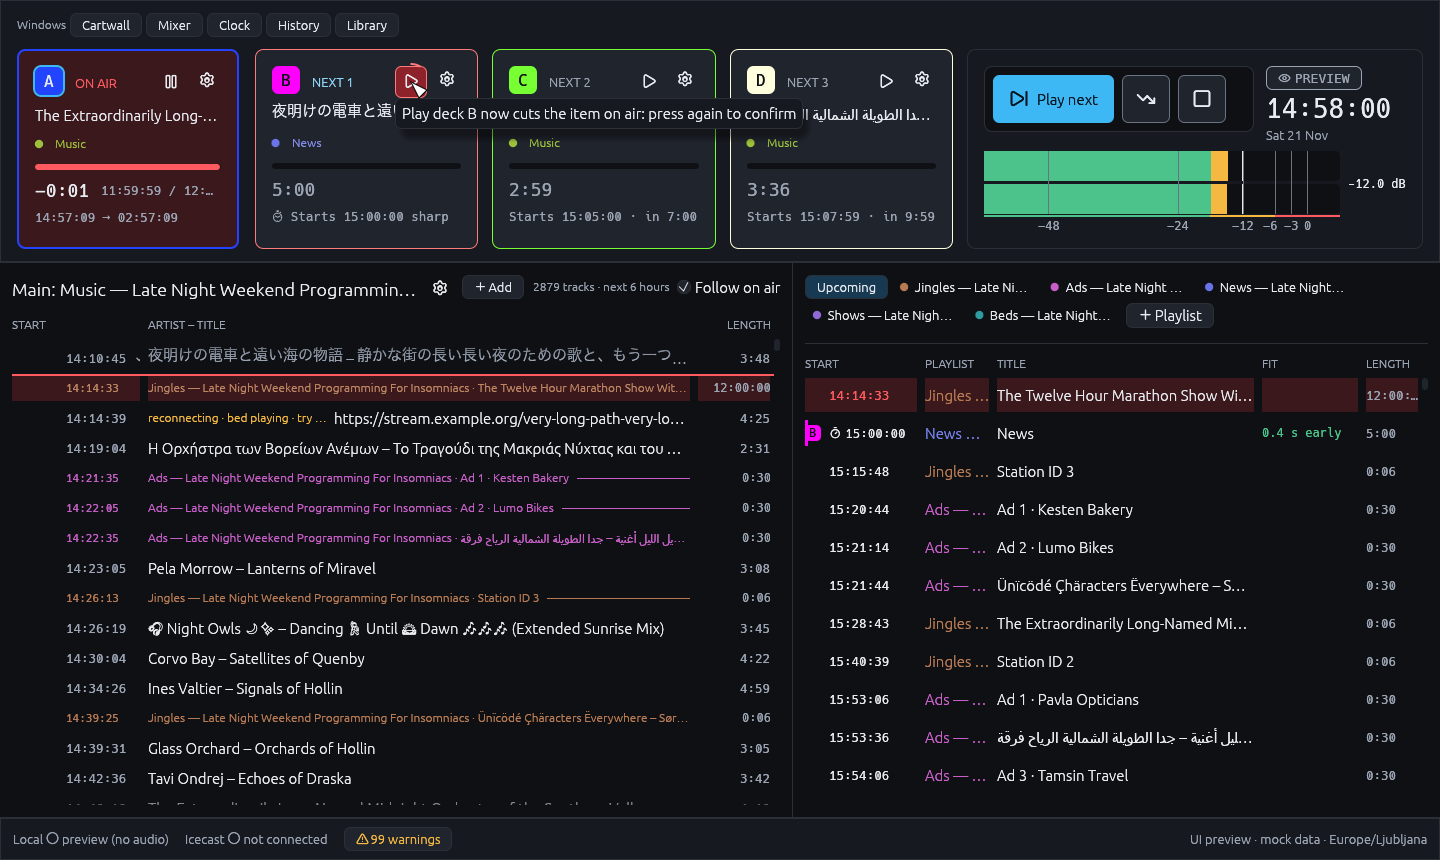 Windows Cartwall Mixer Clock History Library
A ON AIR
The Extraordinarily Long-…
Music
−0:01 11:59:59 / 12:…
14:57:09 → 02:57:09
B NEXT 1
夜明けの電車と遠い
News
5:00
Starts 15:00:00 sharp
Play deck B now cuts the item on air: press again to confirm
C NEXT 2
Music
2:59
Starts 15:05:00 · in 7:00
D NEXT 3
جدا الطويلة الشمالية ا…
Music
3:36
Starts 15:07:59 · in 9:59
Play next
PREVIEW
14:58:00
Sat 21 Nov
-12.0 dB
−48 −24 −12 −6 −3 0
Main: Music — Late Night Weekend Programmin… + Add 2879 tracks · next 6 hours Follow on air
START ARTIST – TITLE LENGTH
14:10:45 夜明けの電車と遠い海の物語 – 静かな街の長い長い夜のための歌と、もう一つ… 3:48
14:14:33 Jingles — Late Night Weekend Programming For Insomniacs · The Twelve Hour Marathon Show Wit… 12:00:00
14:14:39 reconnecting · bed playing · try … https://stream.example.org/very-long-path-very-lo… 4:25
14:19:04 Η Ορχήστρα των Βορείων Ανέμων – Το Τραγούδι της Μακριάς Νύχτας και του … 2:31
14:21:35 Ads — Late Night Weekend Programming For Insomniacs · Ad 1 · Kesten Bakery 0:30
14:22:05 Ads — Late Night Weekend Programming For Insomniacs · Ad 2 · Lumo Bikes 0:30
14:22:35 Ads — Late Night Weekend Programming For Insomniacs · فرقة الرياح الشمالية الطويلة جدا – أغنية الليل… 0:30
14:23:05 Pela Morrow – Lanterns of Miravel 3:08
14:26:13 Jingles — Late Night Weekend Programming For Insomniacs · Station ID 3 0:06
14:26:19 🎧 Night Owls 🌙✨ – Dancing 💃 Until 🌅 Dawn 🎶🎶🎶 (Extended Sunrise Mix) 3:45
14:30:04 Corvo Bay – Satellites of Quenby 4:22
14:34:26 Ines Valtier – Signals of Hollin 4:59
14:39:25 Jingles — Late Night Weekend Programming For Insomniacs · Ünïcödé Çhäracters Ëverywhere – Sør… 0:06
14:39:31 Glass Orchard – Orchards of Hollin 3:05
14:42:36 Tavi Ondrej – Echoes of Draska 3:42
Upcoming Jingles — Late Ni… Ads — Late Night … News — Late Night…
Shows — Late Nigh… Beds — Late Night… + Playlist
START PLAYLIST TITLE FIT LENGTH
14:14:33 Jingles … The Twelve Hour Marathon Show Wi… 12:00:…
B 15:00:00 News … News 0.4 s early 5:00
15:15:48 Jingles … Station ID 3 0:06
15:20:44 Ads — … Ad 1 · Kesten Bakery 0:30
15:21:14 Ads — … Ad 2 · Lumo Bikes 0:30
15:21:44 Ads — … Ünïcödé Çhäracters Ëverywhere – S… 0:30
15:28:43 Jingles … The Extraordinarily Long-Named Mi… 0:06
15:40:39 Jingles … Station ID 2 0:06
15:53:06 Ads — … Ad 1 · Pavla Opticians 0:30
15:53:36 Ads — … فرقة الرياح الشمالية الطويلة جدا – أغنية الليل… 0:30
15:54:06 Ads — … Ad 3 · Tamsin Travel 0:30
Local preview (no audio) Icecast not connected 99 warnings UI preview · mock data · Europe/Ljubljana